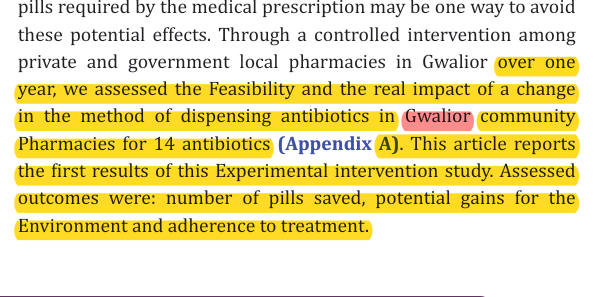 pills required by the medical prescription may be one way to avoid
these potential effects. Through a controlled intervention among
private and government local pharmacies in Gwalior over one
year, we assessed the Feasibility and the real impact of a change
in the method of dispensing antibiotics in Gwalior community
Pharmacies for 14 antibiotics (Appendix A). This article reports
the first results of this Experimental intervention study. Assessed
outcomes were: number of pills saved, potential gains for the
Environment and adherence to treatment.